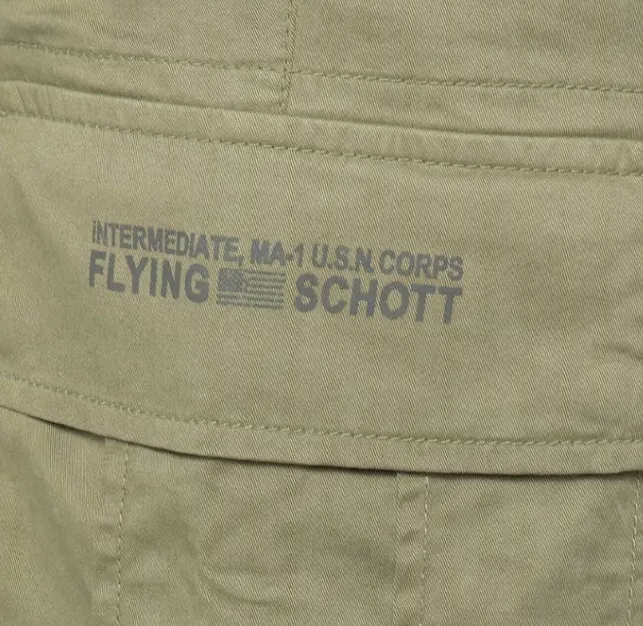 iNTERMEDIATE, MA-1 U.S.N. CORPS
FLYING SCHOTT